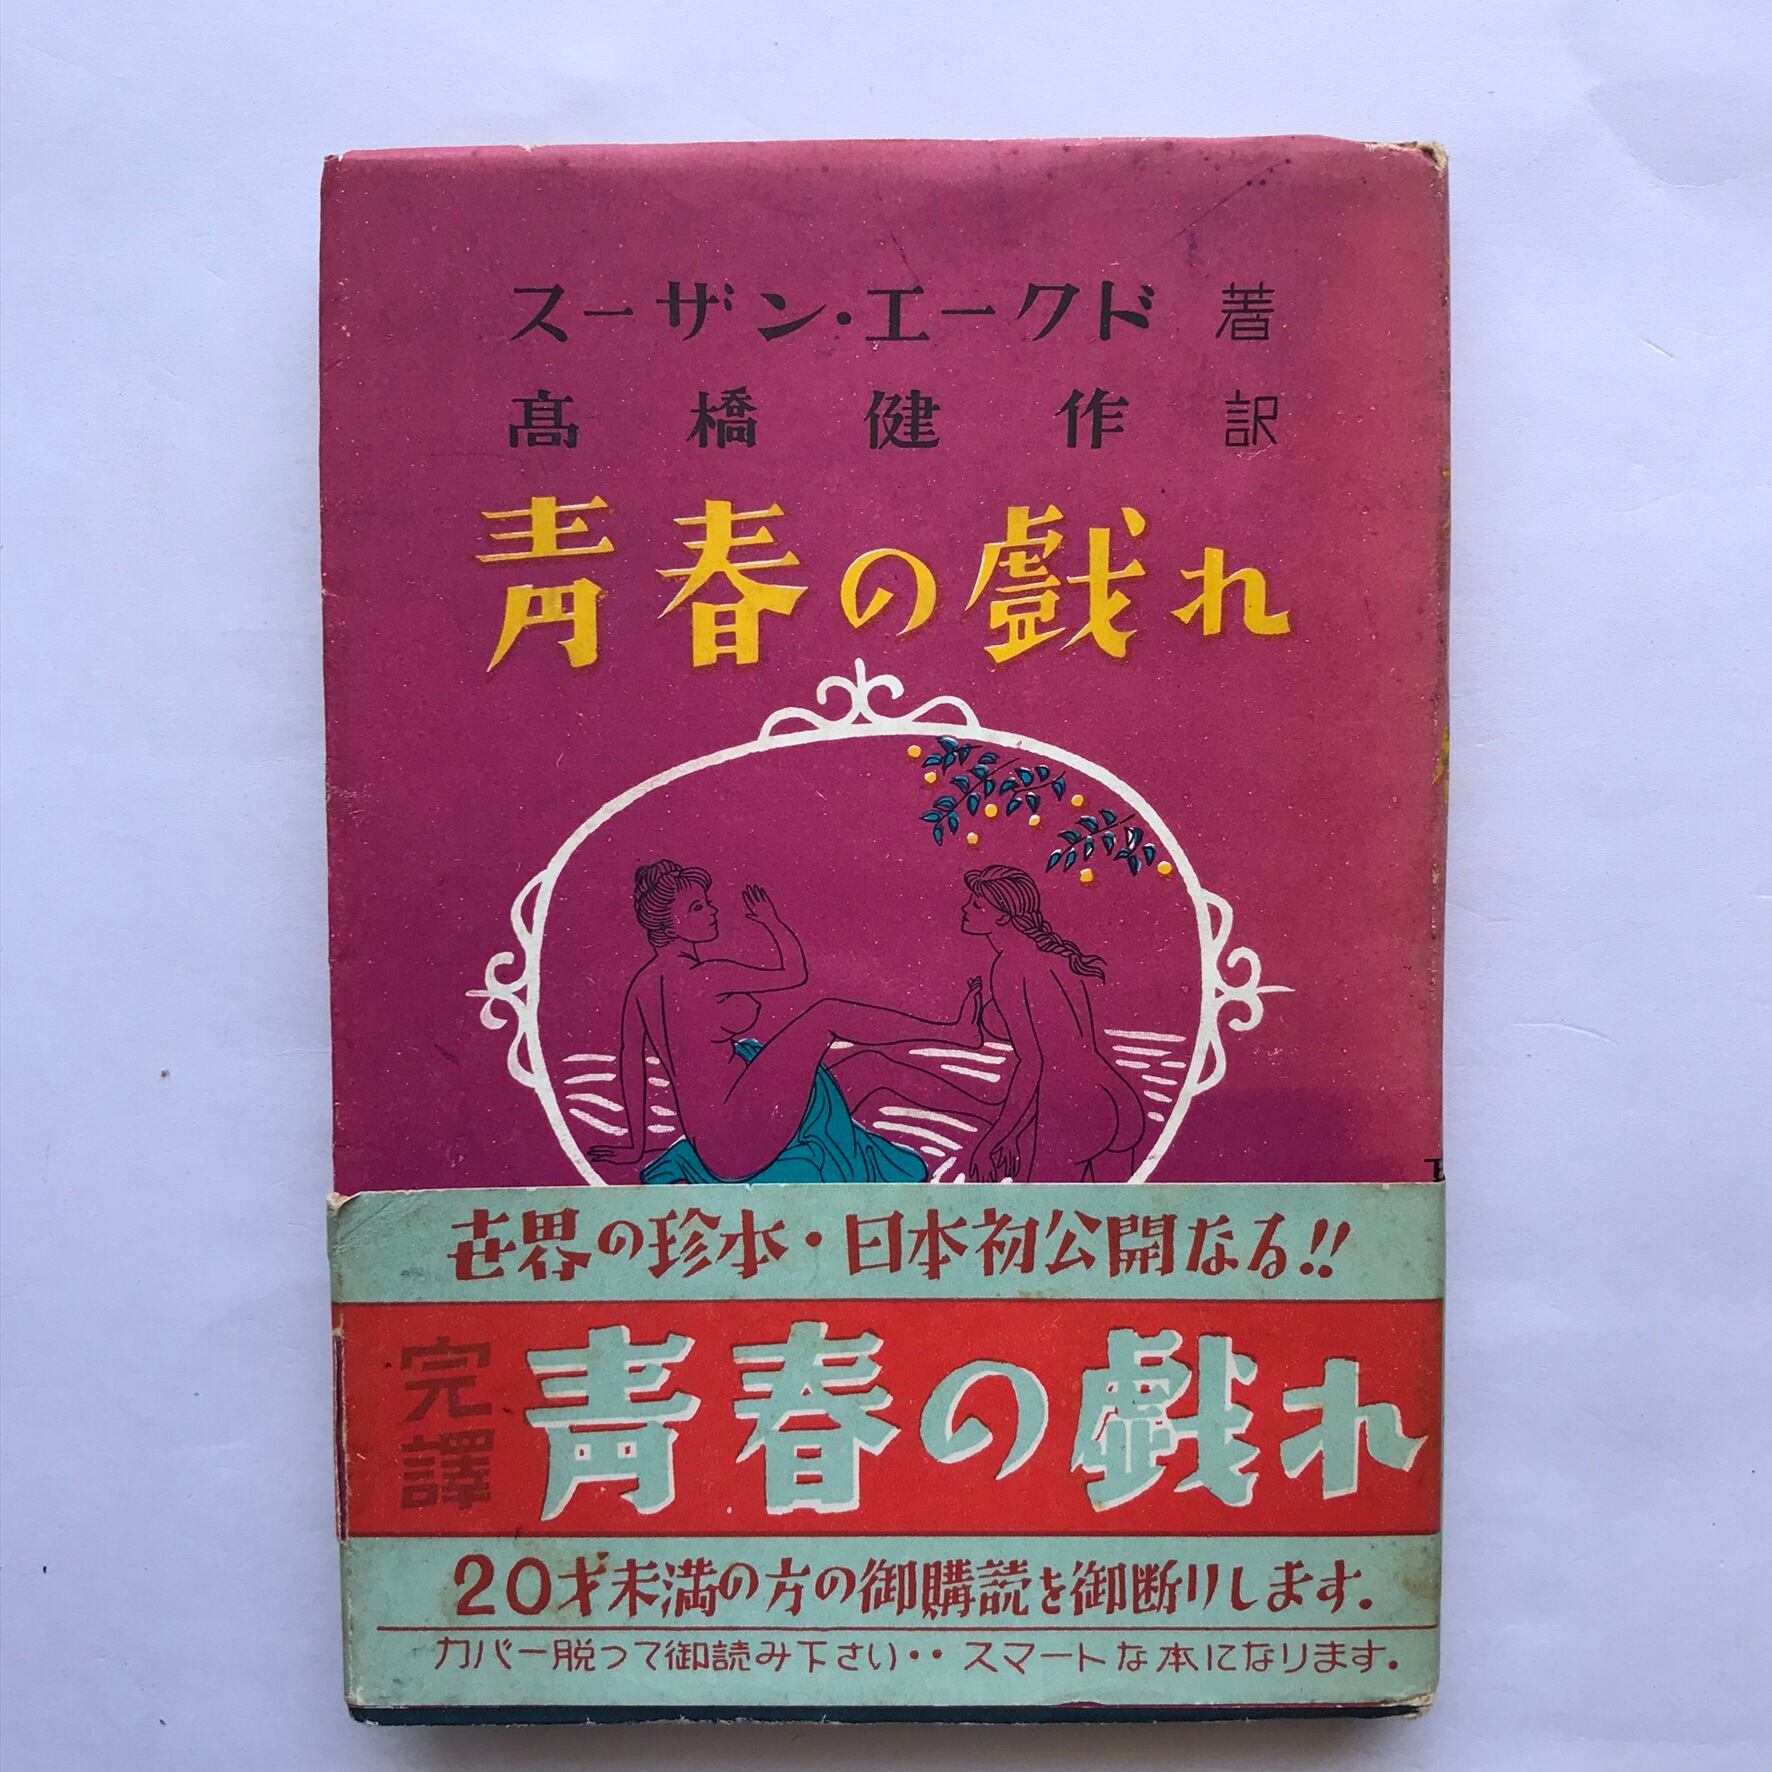 スーザン・エークド 著
髙橋健作 訳
青春の戯れ
世界の珍本・日本初公開なる!!
完譯
青春の戯れ
20才未満の方の御購読を御断りします.
カバー脱って御読み下さい・・スマートな本になります.